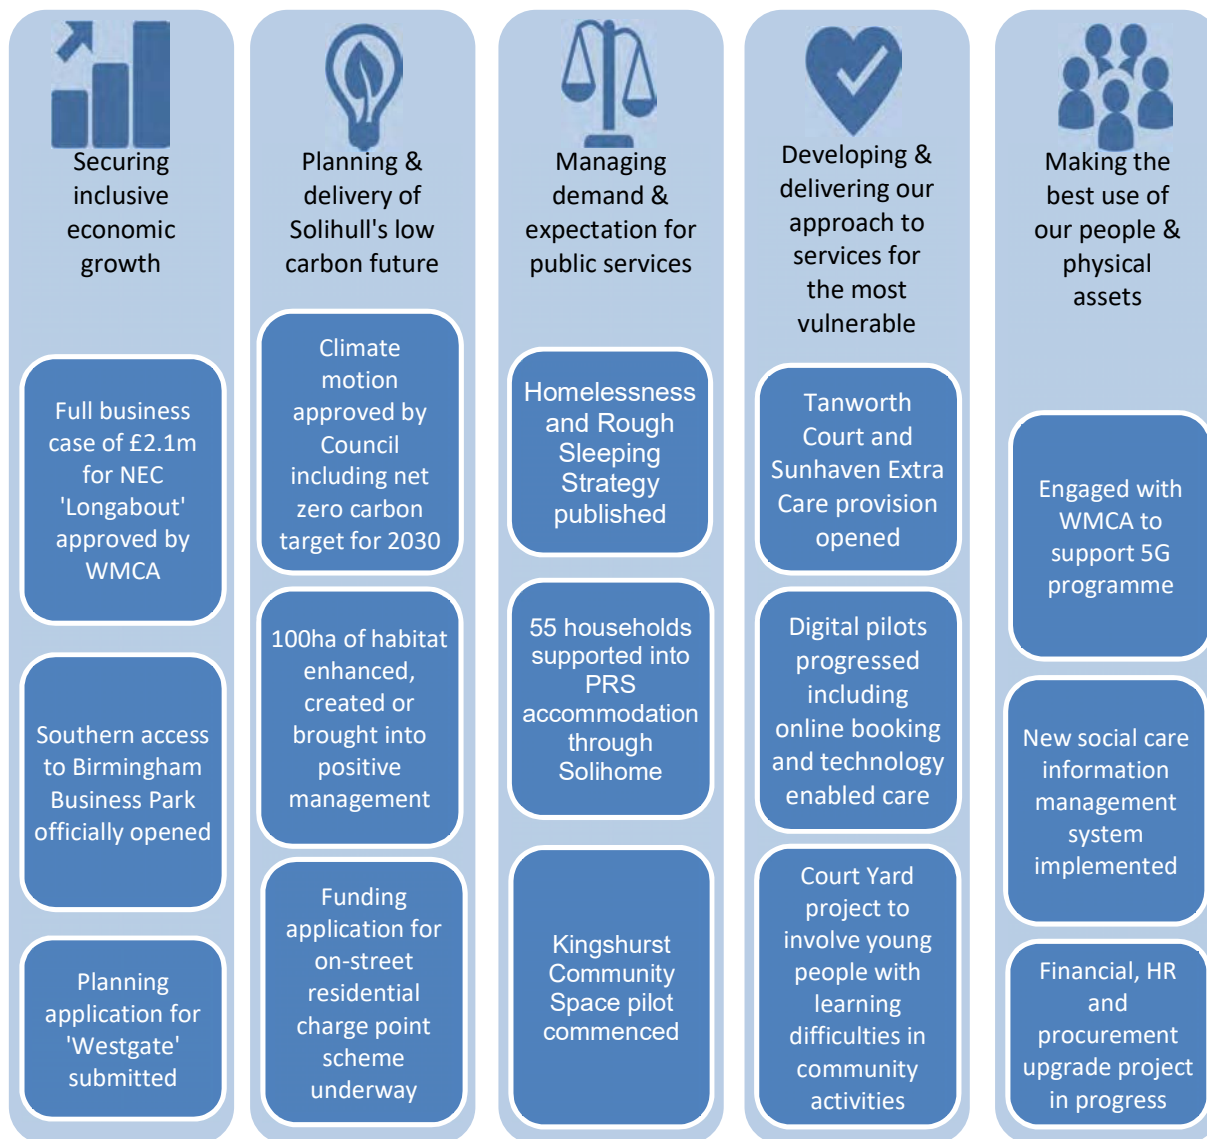 Securing
inclusive
economic
growth
Full business
case of £2.1m
for NEC
'Longabout'
approved by
WMCA
Southern access
to Birmingham
Business Park
officially opened
Planning
application for
'Westgate'
submitted
Planning &
delivery of
Solihull's low
carbon future
Climate
motion
approved by
Council
including net
zero carbon
target for 2030
100ha of habitat
enhanced,
created or
brought into
positive
management
Funding
application for
on-street
residential
charge point
scheme
underway
Managing
demand &
expectation for
public services
Homelessness
and Rough
Sleeping
Strategy
published
55 households
supported into
PRS
accommodation
through
Solihome
Kingshurst
Community
Space pilot
commenced
Developing &
delivering our
approach to
services for
the most
vulnerable
Tanworth
Court and
Sunhaven Extra
Care provision
opened
Digital pilots
progressed
including
online booking
and technology
enabled care
Court Yard
project to
involve young
people with
learning
difficulties in
community
activities
Making the
best use of
our people &
physical
assets
Engaged with
WMCA to
support 5G
programme
New social care
information
management
system
implemented
Financial, HR
and
procurement
upgrade project
in progress